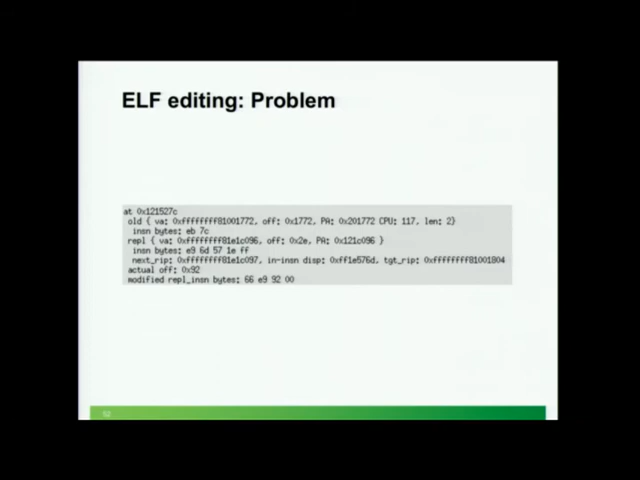 ELF editing: Problem
at 0x121527c
old { va: 0xffffffff81001772, off: 0x1772, PA: 0x201772 CPU: 117, len: 2}
insn bytes: eb 7c
repl { va: 0xffffffff81e1c096, off: 0x2e, PA: 0x121c096 }
insn bytes: e9 6d 57 1e ff
next_rip: 0xffffffff81e1c097, in-insn disp: 0xff1e576d, tgt_rip: 0xffffffff81001804
actual off: 0x92
modified repl_insn bytes: 66 e9 92 00
52